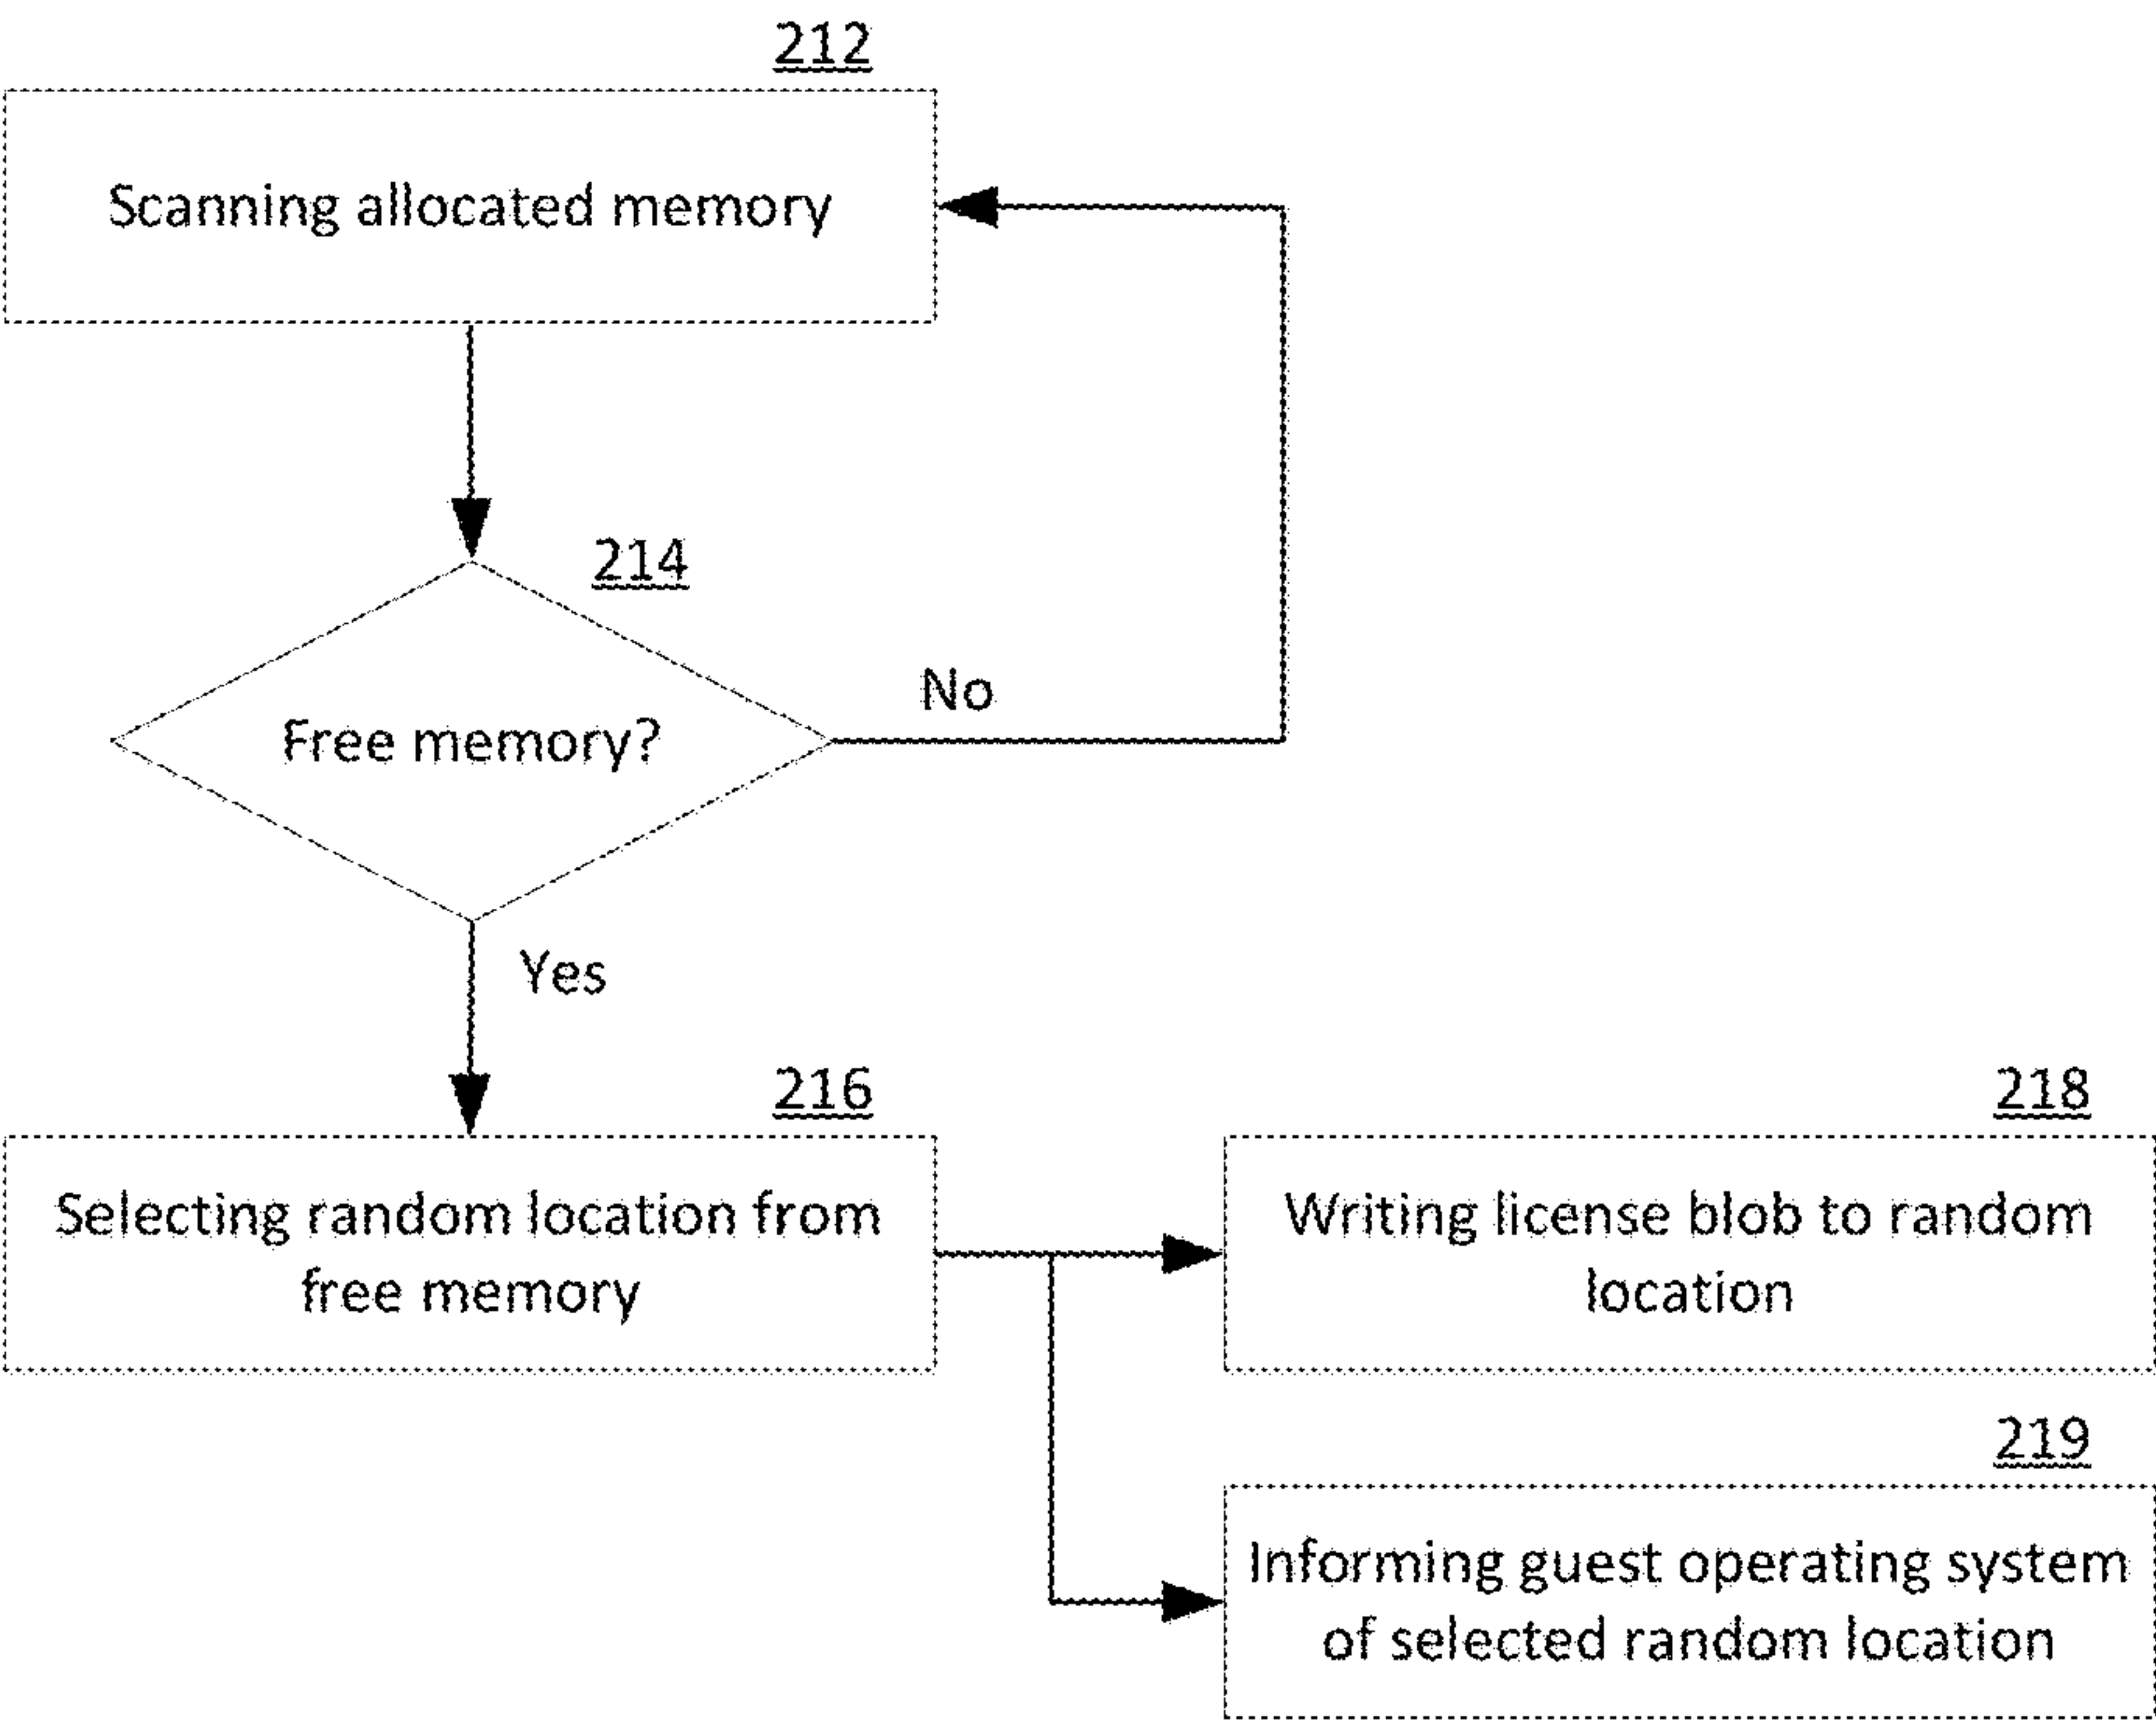 212
Scanning allocated memory
214
Free memory?
No
Yes
216
Selecting random location from
free memory
218
Writing license blob to random
location
219
Informing guest operating system
of selected random location